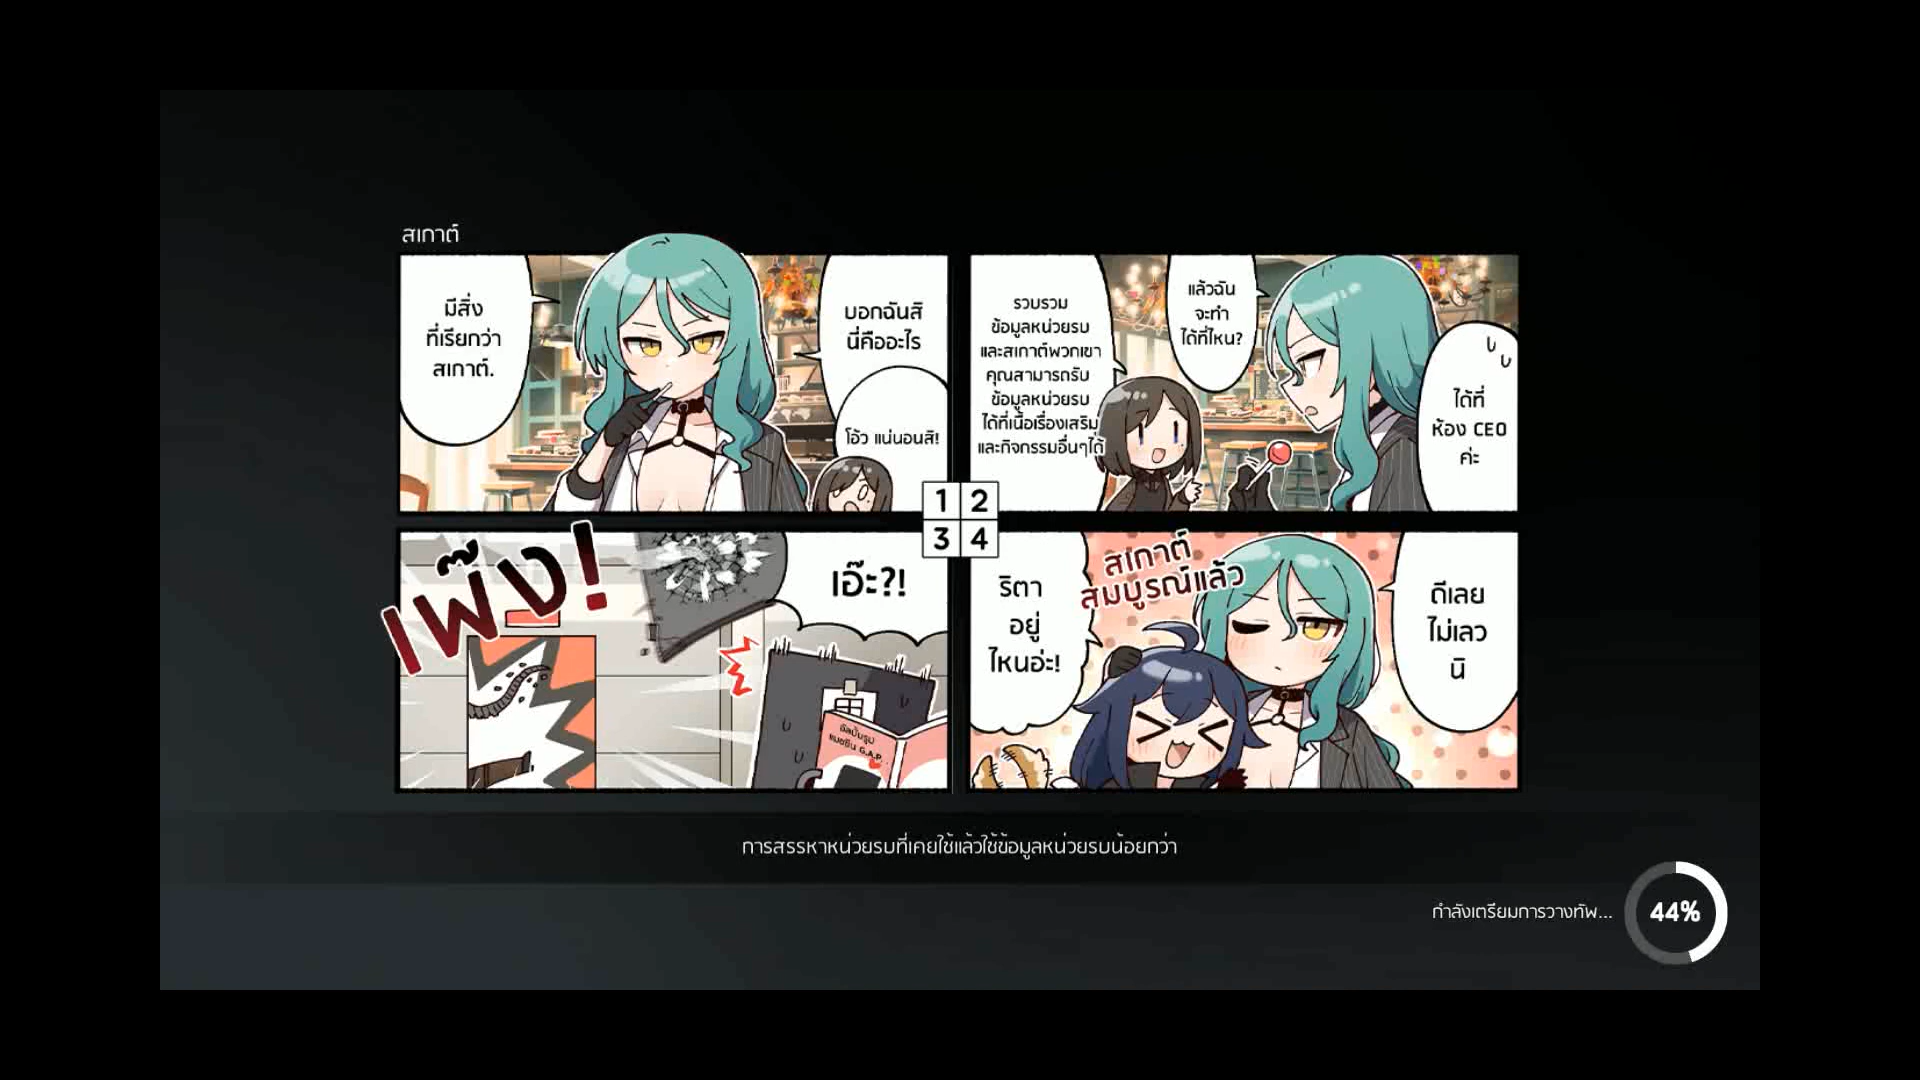 สเกาต์
มีสิ่ง
ที่เรียกว่า
สเกาต์.
บอกฉันสิ
นี่คืออะไร
โอ้ว แน่นอนสิ!
รวบรวม
ข้อมูลหน่วยรบ
และสเกาต์พวกเขา
คุณสามารถรับ
ข้อมูลหน่วยรบ
ได้ที่เนื้อเรื่องเสริม
และกิจกรรมอื่นๆได้
แล้วฉัน
จะทำ
ได้ที่ไหน?
ได้ที่
ห้อง CEO
ค่ะ
1 2
3 4
เพ๊ง!
เอ๊ะ?!
อัลบั้มรูป
แมชชีน G.A.P.
ริตา
อยู่
ไหนอ่ะ!
สเกาต์
สมบูรณ์แล้ว
ดีเลย
ไม่เลว
นิ
การสรรหาหน่วยรบที่เคยใช้แล้วใช้ข้อมูลหน่วยรบน้อยกว่า
กำลังเตรียมการวางทัพ...
44%